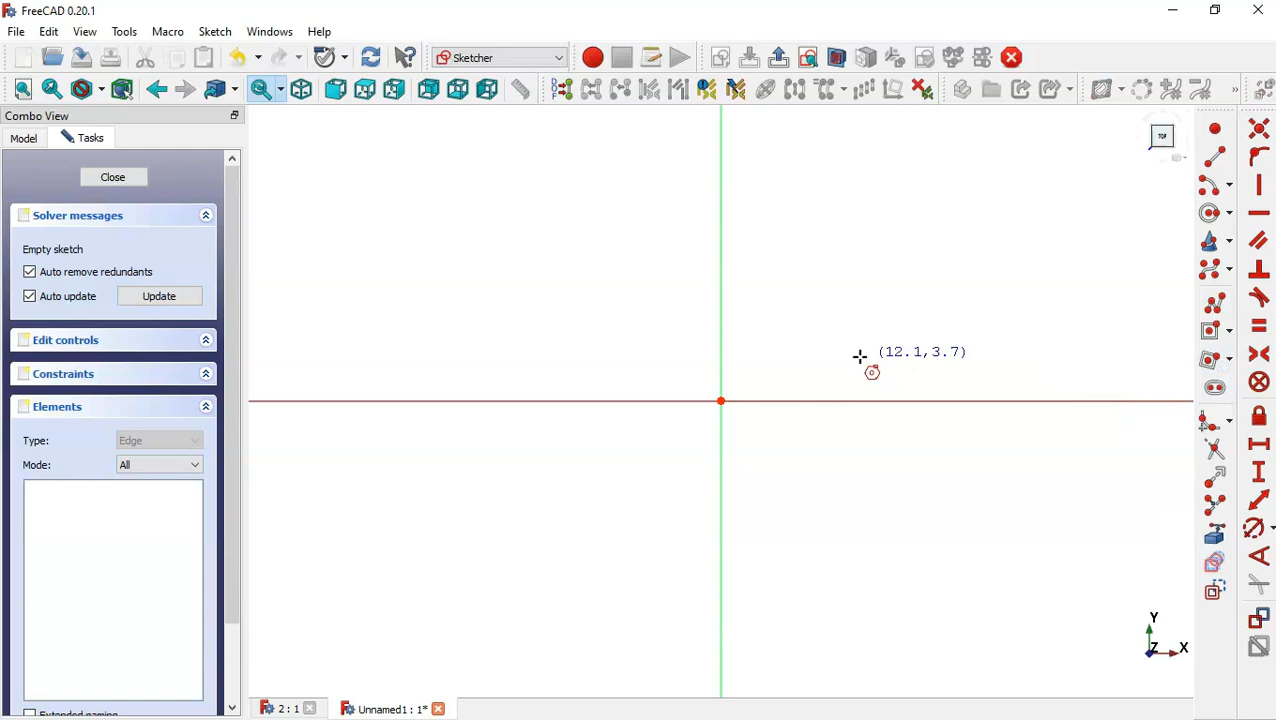 FreeCAD 0.20.1
File Edit View Tools Macro Sketch Windows Help
Sketcher
Combo View
Model Tasks
Close
Solver messages
Empty sketch
Auto remove redundants
Auto update Update
Edit controls
Constraints
Elements
Type: Edge
Mode: All
Extended naming
(12.1,3.7)
TOP
Y
Z X
2 : 1 Unnamed1 : 1*